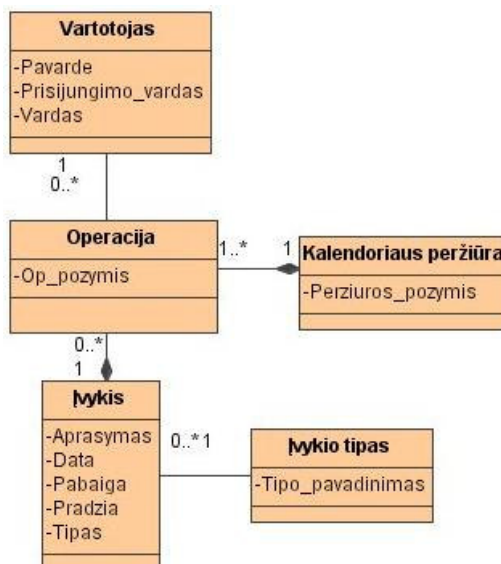 Vartotojas
-Pavarde
-Prisijungimo_vardas
-Vardas
1
0..*
Operacija
-Op_pozymis
1..*
1
Kalendoriaus peržiūra
-Perziuros_pozymis
0..*
1
Įvykis
-Aprasymas
-Data
-Pabaiga
-Pradzia
-Tipas
0..* 1
Įvykio tipas
-Tipo_pavadinimas